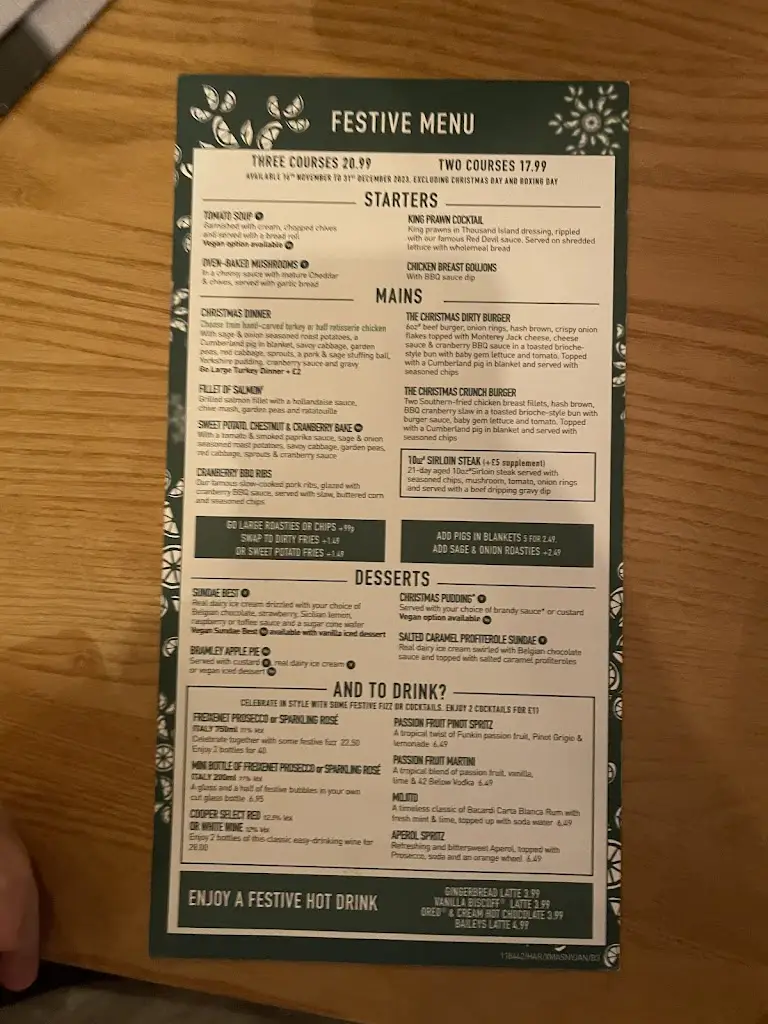 FESTIVE MENU
THREE COURSES 20.99
TWO COURSES 17.99
AVAILABLE 16TH NOVEMBER TO 31ST DECEMBER 2023, EXCLUDING CHRISTMAS DAY AND BOXING DAY
STARTERS
TOMATO SOUP V
Garnished with cream, chopped chives
and served with a bread roll
Vegan option available
OVEN-BAKED MUSHROOMS V
In a cheesy sauce with mature Cheddar
& chives, served with garlic bread
KING PRAWN COCKTAIL
King prawns in Thousand Island dressing, rippled
with our famous Red Devil sauce. Served on shredded
lettuce with wholemeal bread
CHICKEN BREAST GOUJONS
With BBQ sauce dip
MAINS
CHRISTMAS DINNER
Choose from hand-carved turkey or half rotisserie chicken
With sage & onion seasoned roast potatoes, a
Cumberland pig in blanket, savoy cabbage, garden
peas, red cabbage, sprouts, a pork & sage stuffing ball,
Yorkshire pudding, cranberry sauce and gravy
Go Large Turkey Dinner + £2
FILLET OF SALMON
Grilled salmon fillet with a hollandaise sauce,
chive mash, garden peas and ratatouille
SWEET POTATO, CHESTNUT & CRANBERRY BAKE
With a tomato & smoked paprika sauce, sage & onion
seasoned roast potatoes, savoy cabbage, garden peas,
red cabbage, sprouts & cranberry sauce
CRANBERRY BBQ RIBS
Our famous slow-cooked pork ribs, glazed with
cranberry BBQ sauce, served with slaw, buttered corn
and seasoned chips
THE CHRISTMAS DIRTY BURGER
6oz* beef burger, onion rings, hash brown, crispy onion
flakes topped with Monterey Jack cheese, cheese
sauce & cranberry BBQ sauce in a toasted brioche-
style bun with baby gem lettuce and tomato. Topped
with a Cumberland pig in blanket and served with
seasoned chips
THE CHRISTMAS CRUNCH BURGER
Two Southern-fried chicken breast fillets, hash brown,
BBQ cranberry slaw in a toasted brioche-style bun with
burger sauce, baby gem lettuce and tomato. Topped
with a Cumberland pig in blanket and served with
seasoned chips
10oz* SIRLOIN STEAK (+£5 supplement)
21-day aged 10oz* Sirloin steak served with
seasoned chips, mushroom, tomato, onion rings
and served with a beef dripping gravy dip
GO LARGE ROASTIES OR CHIPS +99p
SWAP TO DIRTY FRIES +1.49
OR SWEET POTATO FRIES +1.49
ADD PIGS IN BLANKETS 5 FOR 2.49,
ADD SAGE & ONION ROASTIES +2.49
DESSERTS
SUNDAE BEST V
Real dairy ice cream drizzled with your choice of
Belgian chocolate, strawberry, Sicilian lemon,
raspberry or toffee sauce and a sugar cone wafer
Vegan Sundae Best available with vanilla iced dessert
BRAMLEY APPLE PIE
Served with custard V, real dairy ice cream V
or vegan iced dessert
CHRISTMAS PUDDING* V
Served with your choice of brandy sauce* or custard
Vegan option available
SALTED CARAMEL PROFITEROLE SUNDAE V
Real dairy ice cream swirled with Belgian chocolate
sauce and topped with salted caramel profiteroles
AND TO DRINK?
CELEBRATE IN STYLE WITH SOME FESTIVE FIZZ OR COCKTAILS. ENJOY 2 COCKTAILS FOR £11
FREIXENET PROSECCO or SPARKLING ROSÉ
ITALY 750ml 11% Vol
Celebrate together with some festive fizz 22.50
Enjoy 2 bottles for 40
MINI BOTTLE OF FREIXENET PROSECCO or SPARKLING ROSÉ
ITALY 200ml 11% Vol
A glass and a half of festive bubbles in your own
cut glass bottle 6.95
COOPER SELECT RED 12.5% Vol
OR WHITE WINE 12% Vol
Enjoy 2 bottles of this classic easy-drinking wine for
28.00
PASSION FRUIT PINOT SPRITZ
A tropical twist of Funkin passion fruit, Pinot Grigio &
lemonade 6.49
PASSION FRUIT MARTINI
A tropical blend of passion fruit, vanilla,
lime & 42 Below Vodka 6.49
MOJITO
A timeless classic of Bacardi Carta Blanca Rum with
fresh mint & lime, topped up with soda water 6.49
APEROL SPRITZ
Refreshing and bittersweet Aperol, topped with
Prosecco, soda and an orange wheel 6.49
ENJOY A FESTIVE HOT DRINK
GINGERBREAD LATTE 3.99
VANILLA BISCOFF® LATTE 3.99
OREO® & CREAM HOT CHOCOLATE 3.99
BAILEYS LATTE 4.99